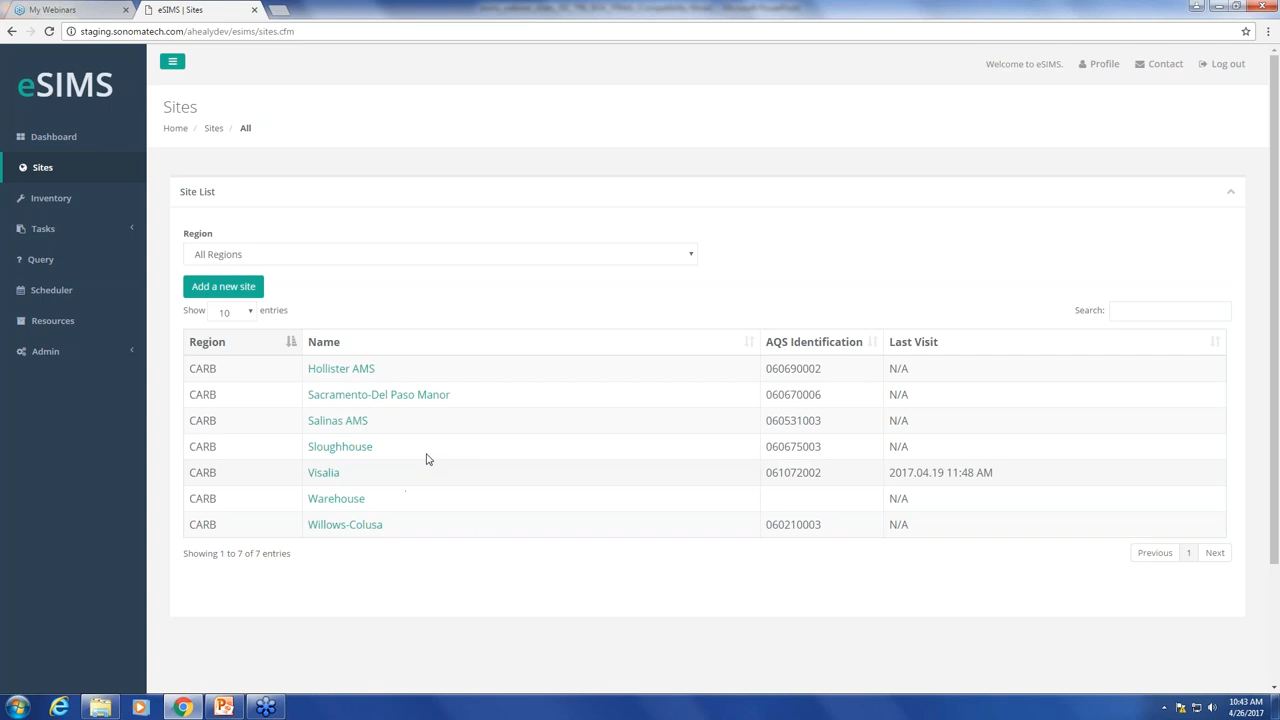 My Webinars
eSIMS | Sites
staging.sonomatech.com/ahealydev/esims/sites.cfm
eSIMS
Welcome to eSIMS. Profile Contact Log out
Dashboard
Sites
Inventory
Tasks
Query
Scheduler
Resources
Admin
Sites
Home / Sites / All
Site List
Region
All Regions
Add a new site
Show 10 entries
Search:
Region Name AQS Identification Last Visit
CARB Hollister AMS 060690002 N/A
CARB Sacramento-Del Paso Manor 060670006 N/A
CARB Salinas AMS 060531003 N/A
CARB Sloughhouse 060675003 N/A
CARB Visalia 061072002 2017.04.19 11:48 AM
CARB Warehouse N/A
CARB Willows-Colusa 060210003 N/A
Showing 1 to 7 of 7 entries
Previous 1 Next
10:43 AM
4/26/2017